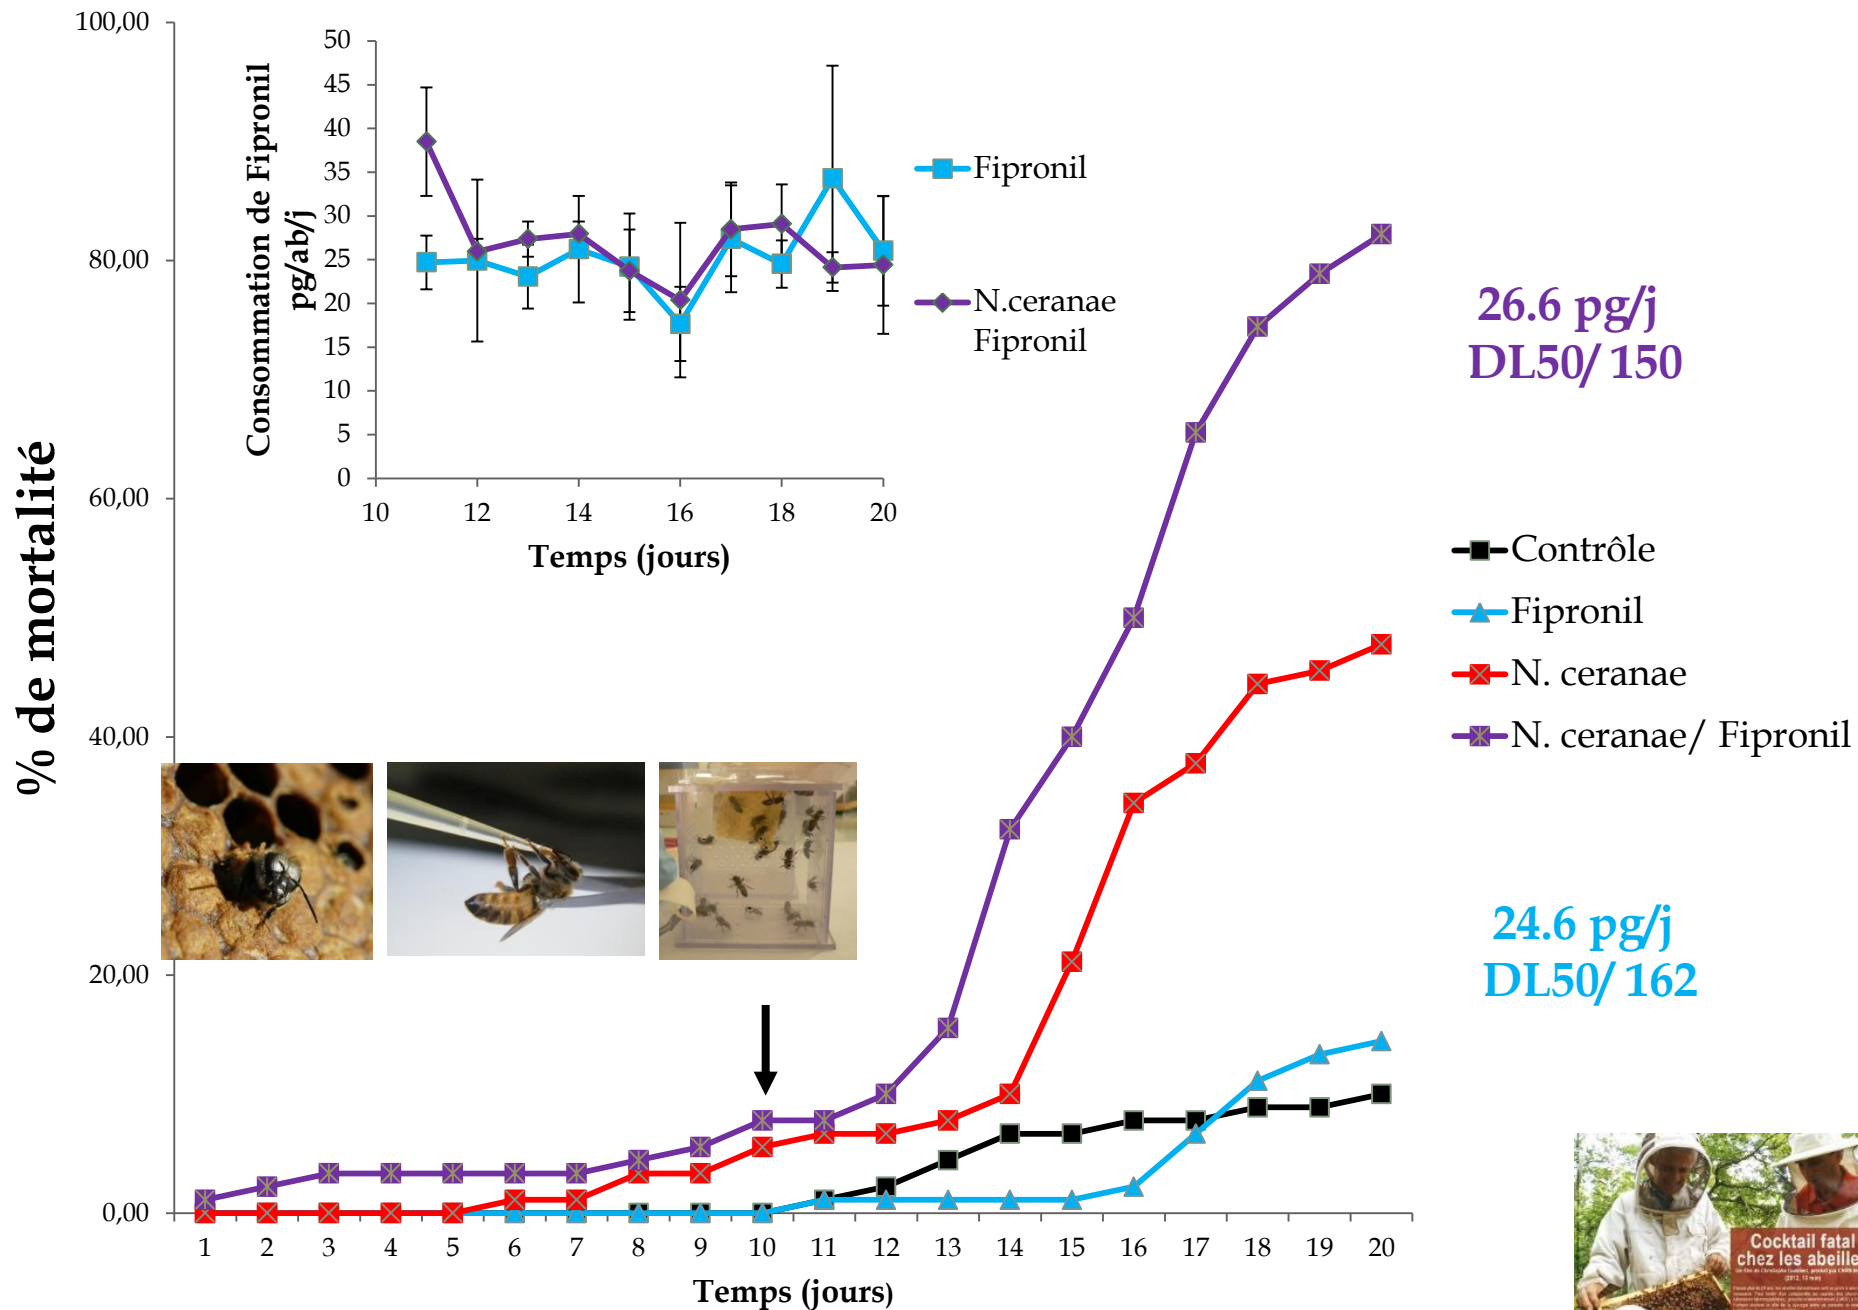 100,00
80,00
60,00
40,00
20,00
0,00
% de mortalité
1 2 3 4 5 6 7 8 9 10 11 12 13 14 15 16 17 18 19 20
Temps (jours)
50
45
40
35
30
25
20
15
10
5
0
Consommation de Fipronil
pg/ab/j
10 12 14 16 18 20
Temps (jours)
Fipronil
N.ceranae
Fipronil
26.6 pg/j
DL50/ 150
Contrôle
Fipronil
N. ceranae
N. ceranae/ Fipronil
24.6 pg/j
DL50/ 162
Cocktail fatal
chez les abeille